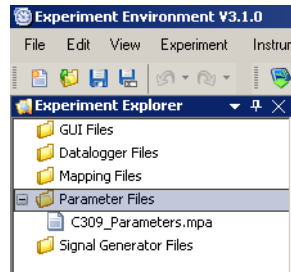 Experiment Environment V3.1.0
File Edit View Experiment
Experiment Explorer
GUI Files
Datalogger Files
Mapping Files
Parameter Files
C309_Parameters.mpa
Signal Generator Files